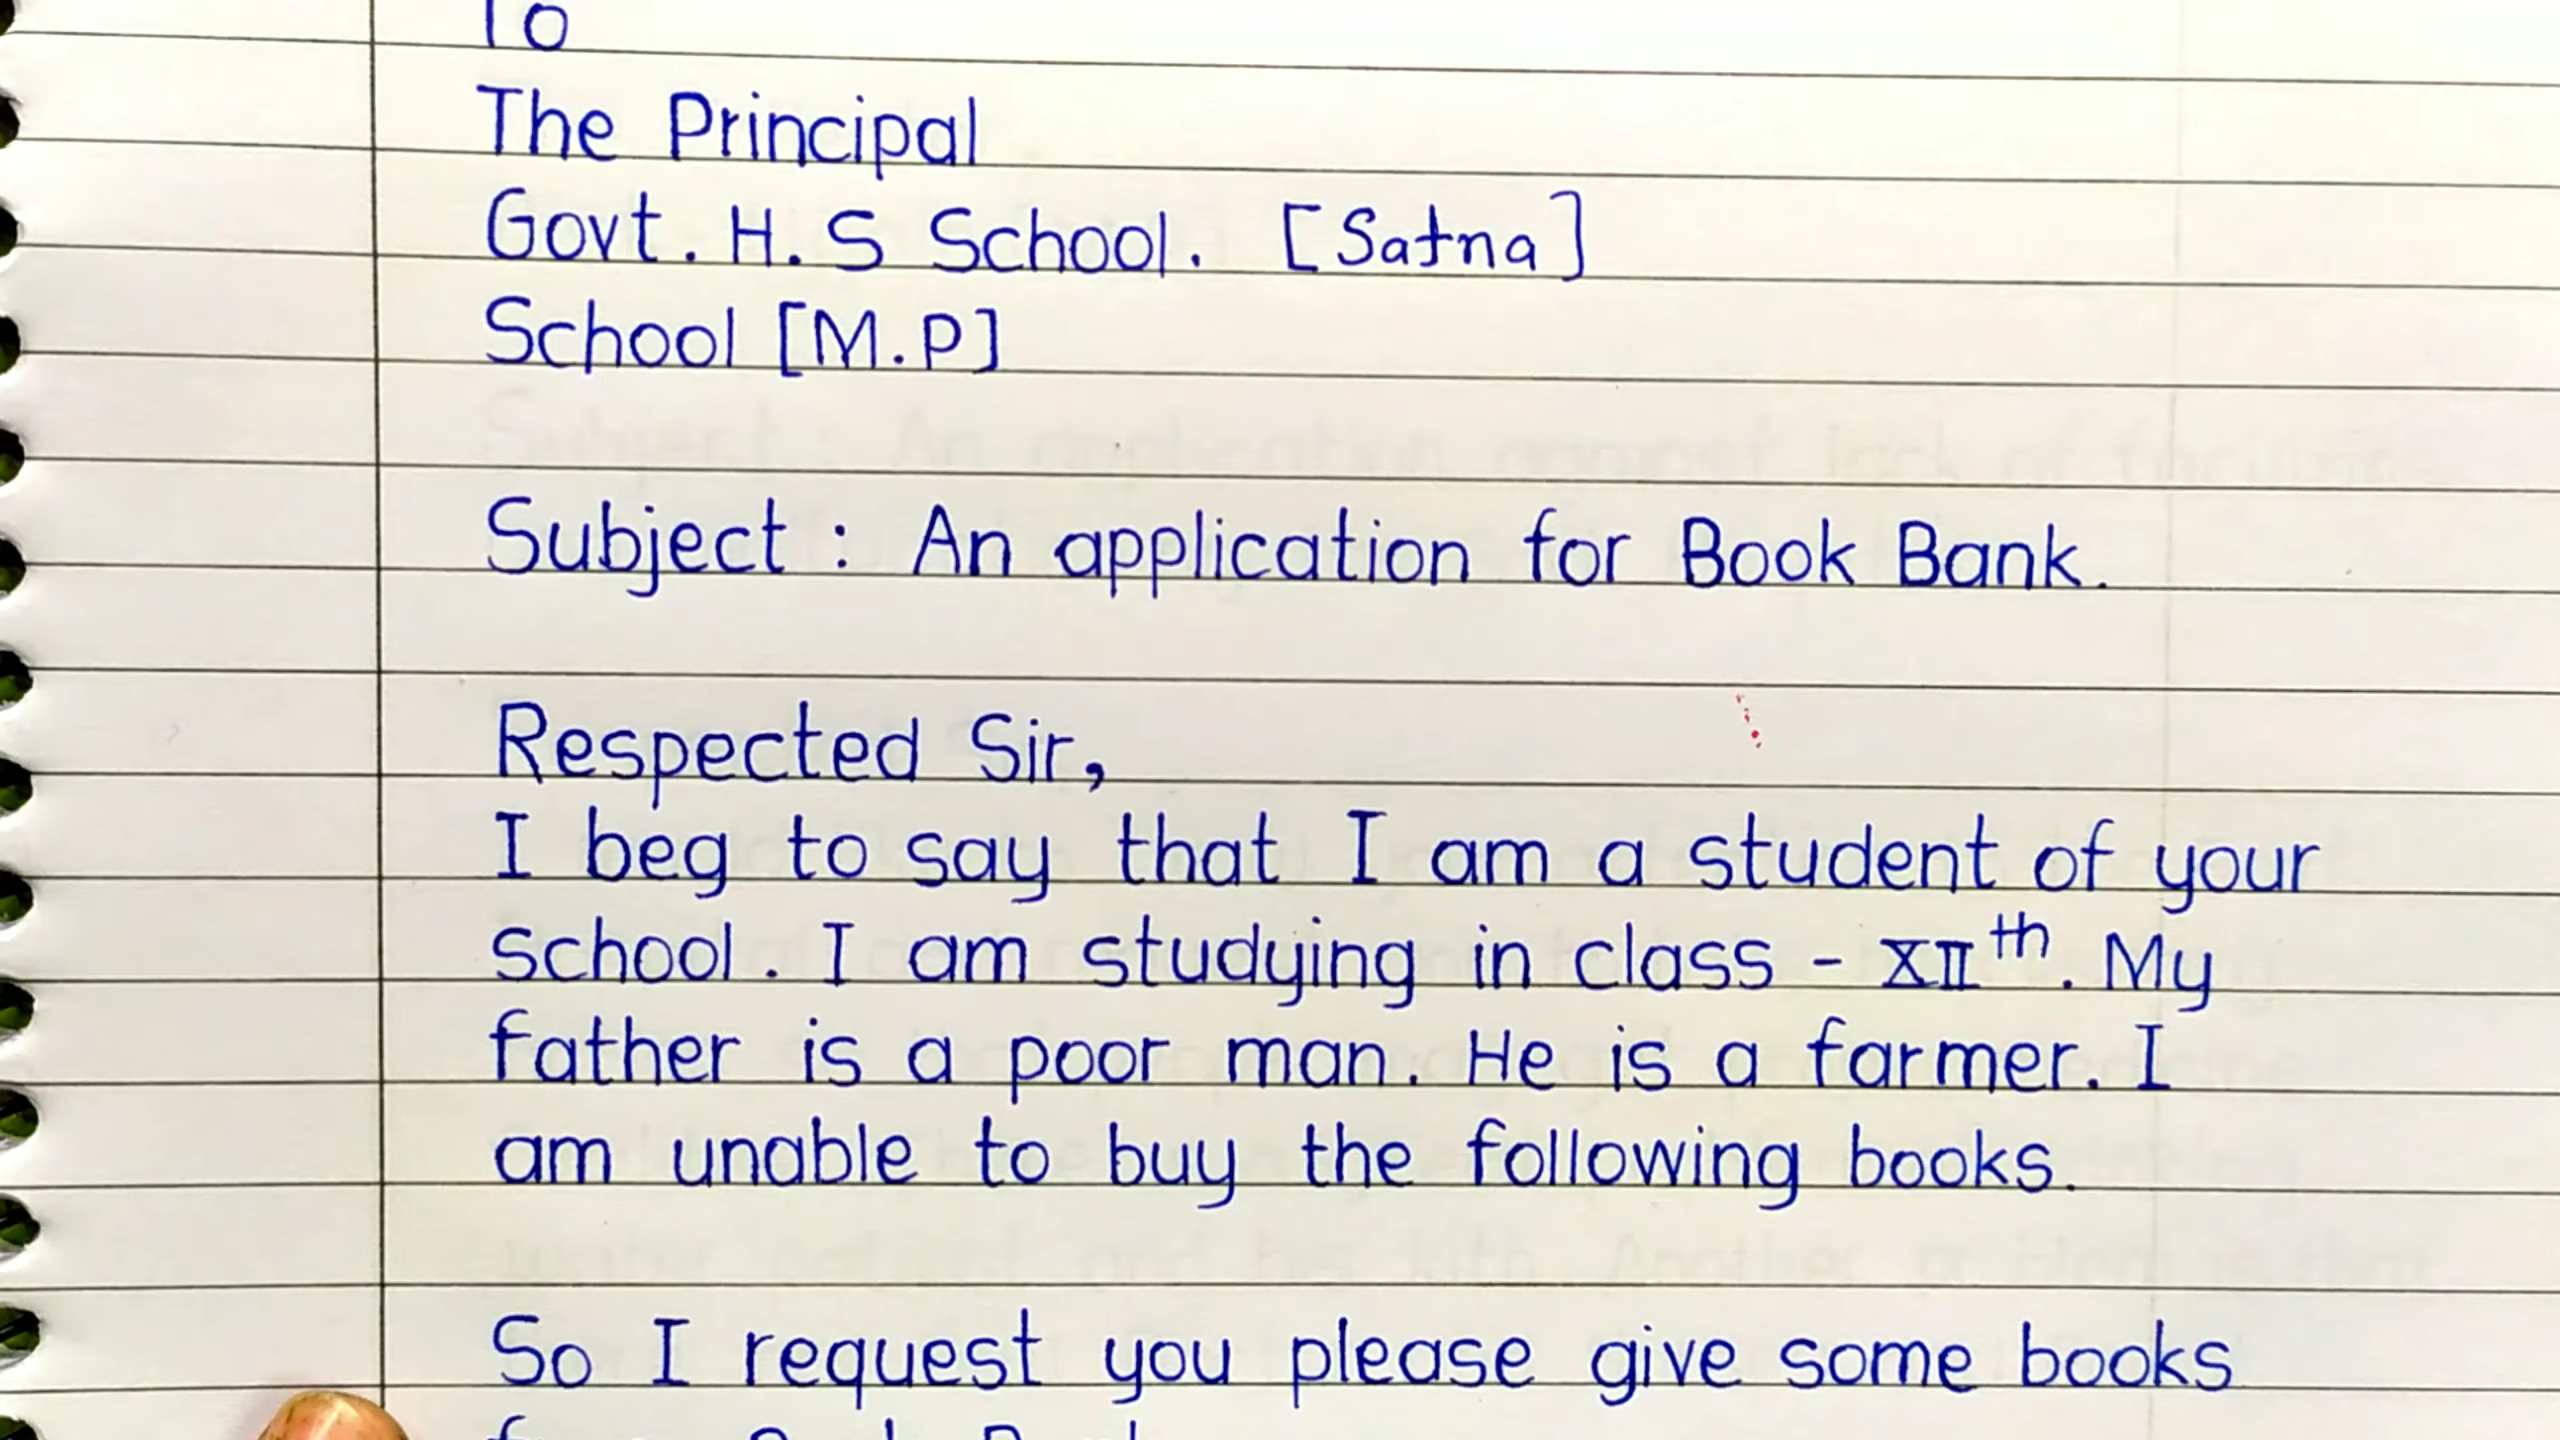 To
The Principal
Govt. H. S School. [Satna]
School [M.P]
Subject : An application for Book Bank.
Respected Sir,
I beg to say that I am a student of your
school. I am studying in class - XII th. My
father is a poor man. He is a farmer. I
am unable to buy the following books.
So I request you please give some books